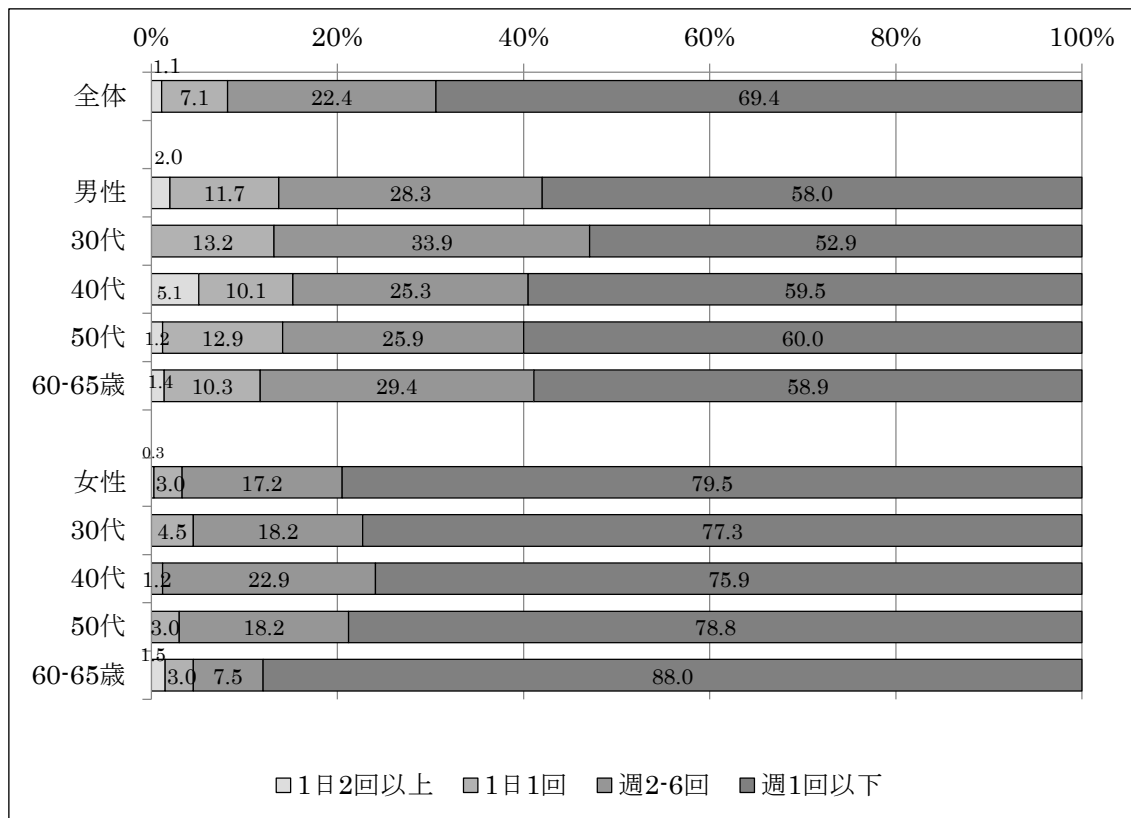 0% 20% 40% 60% 80% 100%
1.1
全体 7.1 22.4 69.4
2.0
男性 11.7 28.3 58.0
30代 13.2 33.9 52.9
40代 5.1 10.1 25.3 59.5
50代 1.2 12.9 25.9 60.0
60-65歳 1.4 10.3 29.4 58.9
0.3
女性 3.0 17.2 79.5
30代 4.5 18.2 77.3
40代 1.2 22.9 75.9
50代 3.0 18.2 78.8
1.5
60-65歳 3.0 7.5 88.0
1日2回以上 1日1回 週2-6回 週1回以下